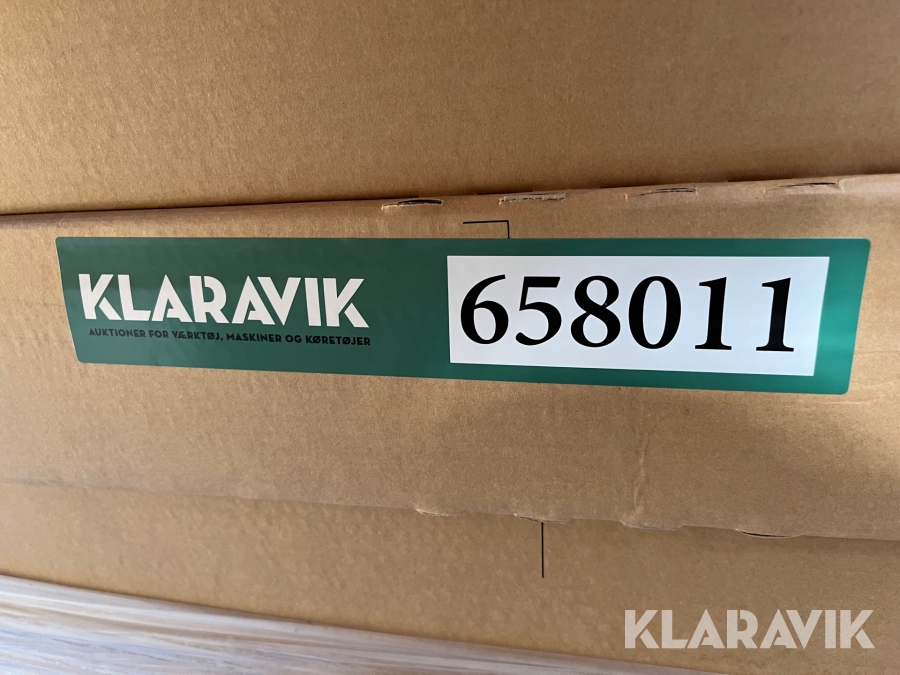 KLARAVIK
AUKTIONER FOR VÆRKTØJ, MASKINER OG KØRETØJER
658011
KLARAVIK